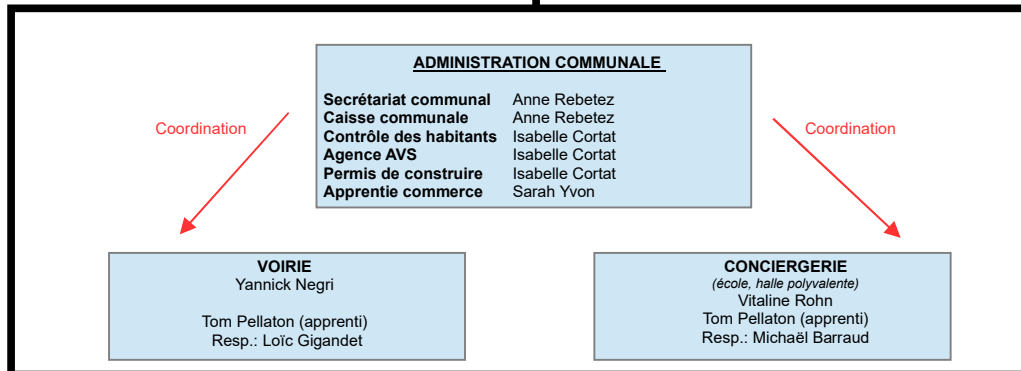 ADMINISTRATION COMMUNALE
Secrétariat communal Anne Rebetez
Caisse communale Anne Rebetez
Contrôle des habitants Isabelle Cortat
Agence AVS Isabelle Cortat
Permis de construire Isabelle Cortat
Apprentie commerce Sarah Yvon
Coordination
Coordination
VOIRIE
Yannick Negri
Tom Pellaton (apprenti)
Resp.: Loïc Gigandet
CONCIERGERIE
(école, halle polyvalente)
Vitaline Rohn
Tom Pellaton (apprenti)
Resp.: Michaël Barraud